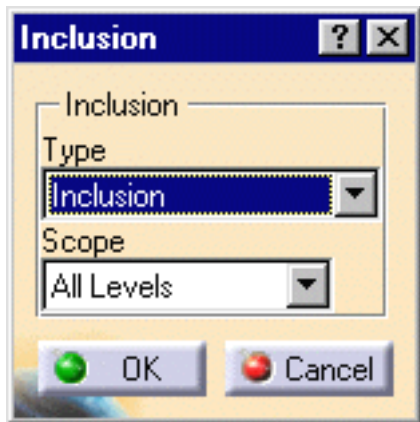 Inclusion ? X
Inclusion
Type
Inclusion
Scope
All Levels
OK Cancel